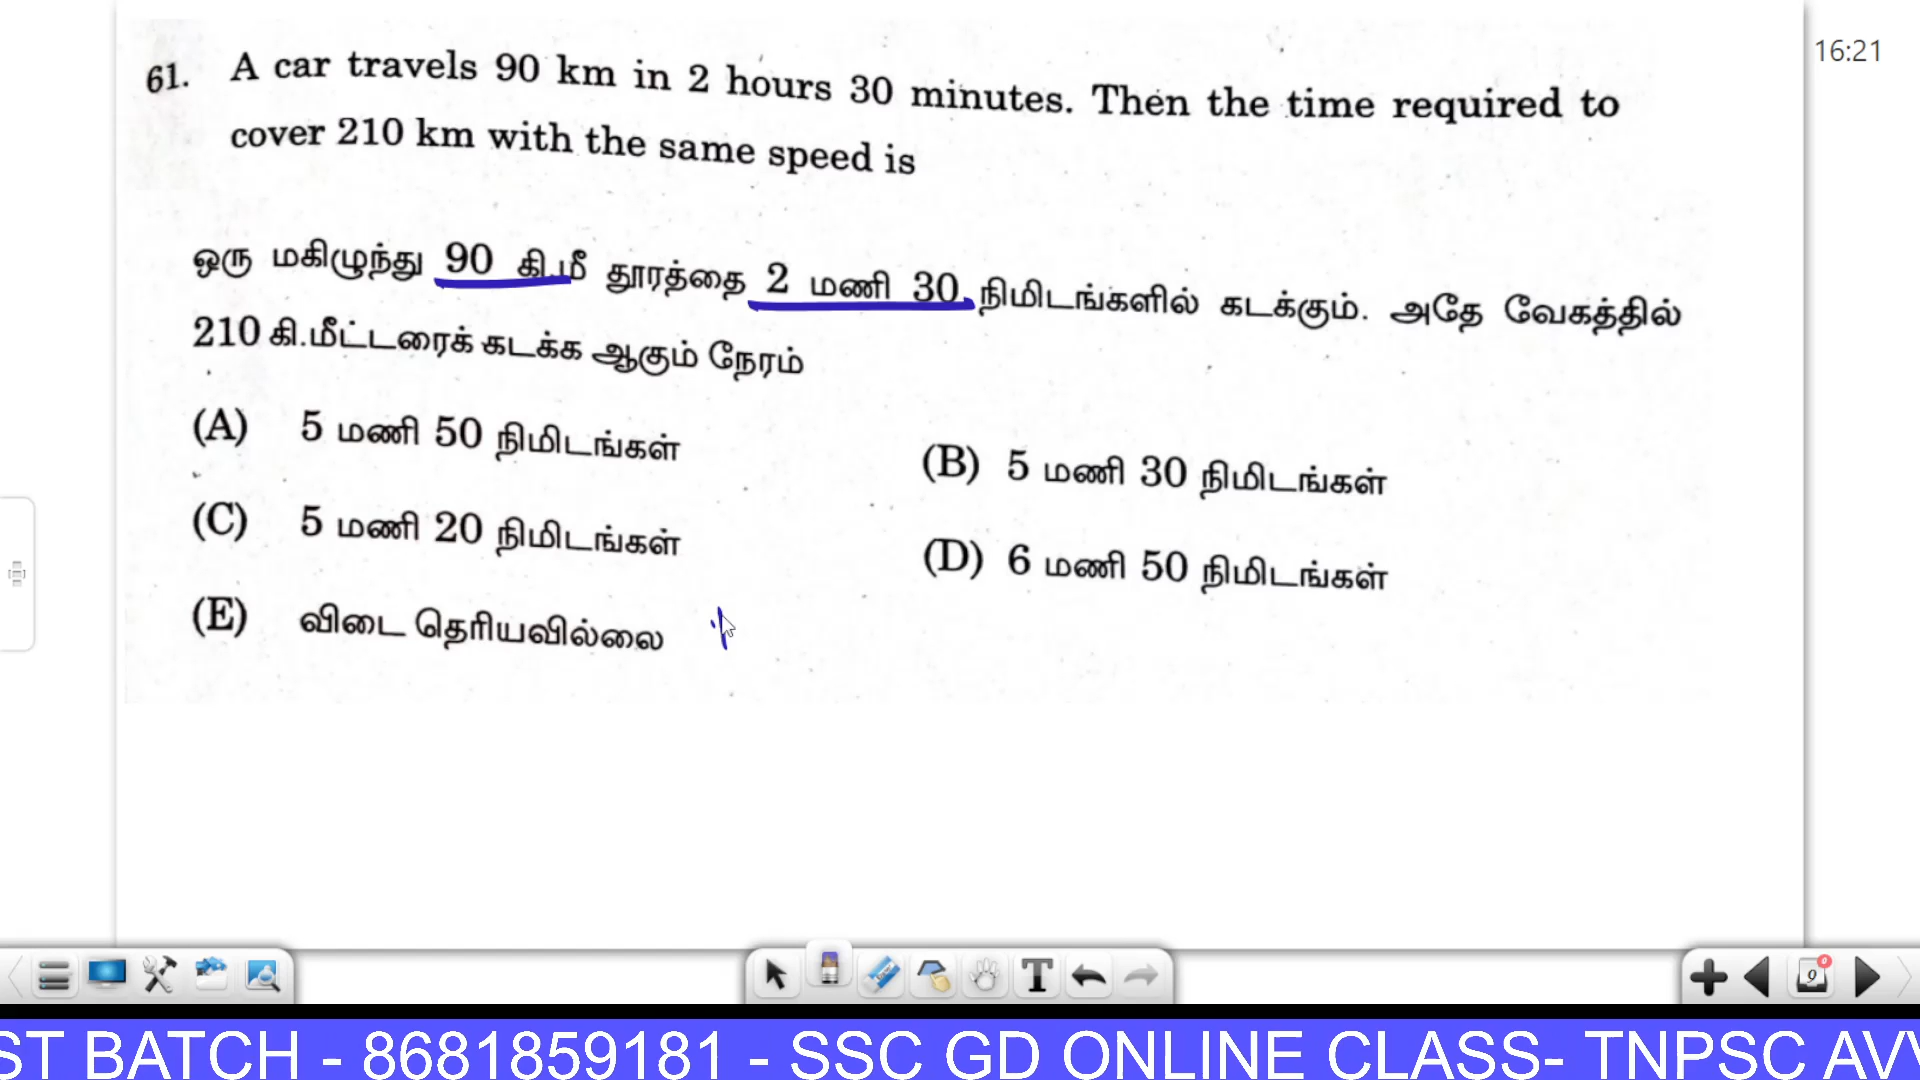 16:21
61. A car travels 90 km in 2 hours 30 minutes. Then the time required to
cover 210 km with the same speed is
ஒரு மகிழுந்து 90 கி.மீ தூரத்தை 2 மணி 30 நிமிடங்களில் கடக்கும். அதே வேகத்தில்
210 கி.மீட்டரைக் கடக்க ஆகும் நேரம்
(A) 5 மணி 50 நிமிடங்கள்
(B) 5 மணி 30 நிமிடங்கள்
(C) 5 மணி 20 நிமிடங்கள்
(D) 6 மணி 50 நிமிடங்கள்
(E) விடை தெரியவில்லை
T
9
0
ST BATCH - 8681859181 - SSC GD ONLINE CLASS- TNPSC AV